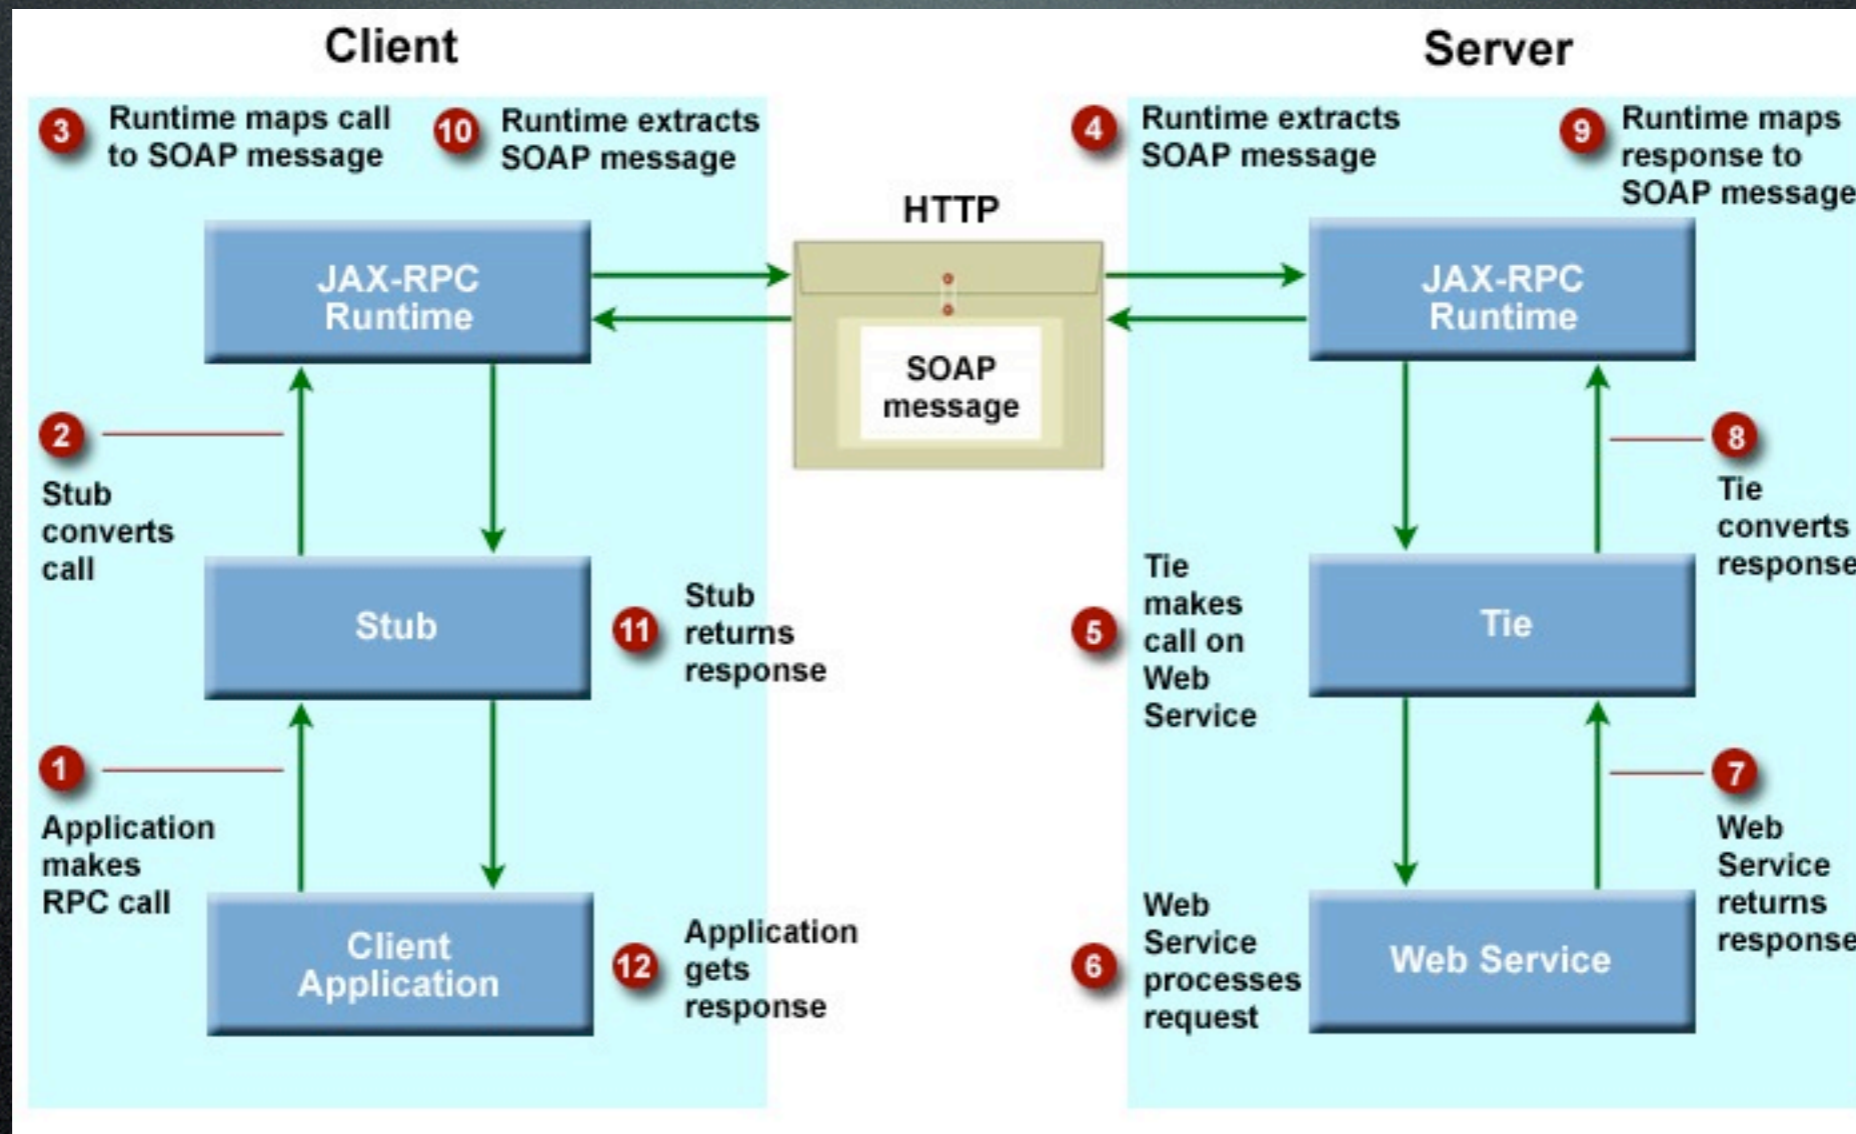 Client
Server
3
Runtime maps call
to SOAP message
10
Runtime extracts
SOAP message
4
Runtime extracts
SOAP message
9
Runtime maps
response to
SOAP message
HTTP
JAX-RPC
Runtime
SOAP
message
JAX-RPC
Runtime
2
Stub
converts
call
8
Tie
converts
response
Stub
11
Stub
returns
response
5
Tie
makes
call on
Web
Service
Tie
1
Application
makes
RPC call
7
Web
Service
returns
response
Client
Application
12
Application
gets
response
6
Web
Service
processes
request
Web Service